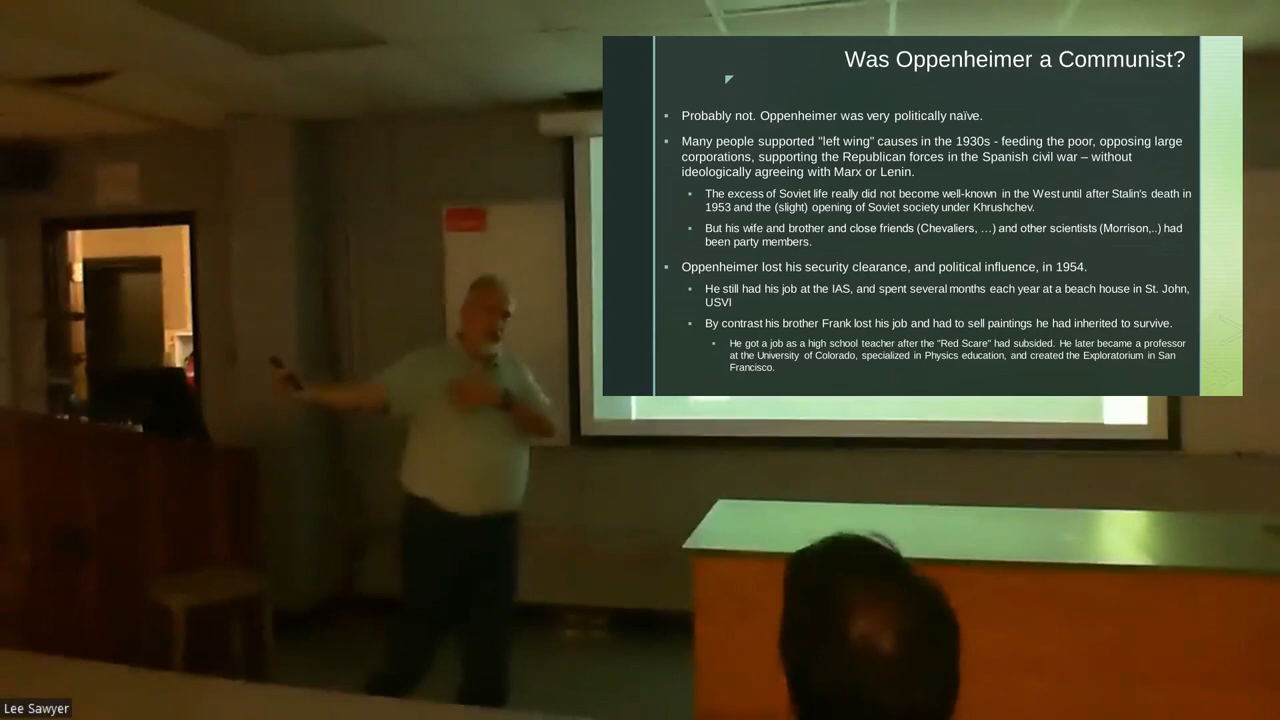 Was Oppenheimer a Communist?
▪ Probably not. Oppenheimer was very politically naïve.
▪ Many people supported "left wing" causes in the 1930s - feeding the poor, opposing large
corporations, supporting the Republican forces in the Spanish civil war – without
ideologically agreeing with Marx or Lenin.
▪ The excess of Soviet life really did not become well-known in the West until after Stalin's death in
1953 and the (slight) opening of Soviet society under Khrushchev.
▪ But his wife and brother and close friends (Chevaliers, …) and other scientists (Morrison,..) had
been party members.
▪ Oppenheimer lost his security clearance, and political influence, in 1954.
▪ He still had his job at the IAS, and spent several months each year at a beach house in St. John,
USVI
▪ By contrast his brother Frank lost his job and had to sell paintings he had inherited to survive.
▪ He got a job as a high school teacher after the "Red Scare" had subsided. He later became a professor
at the University of Colorado, specialized in Physics education, and created the Exploratorium in San
Francisco.
Lee Sawyer